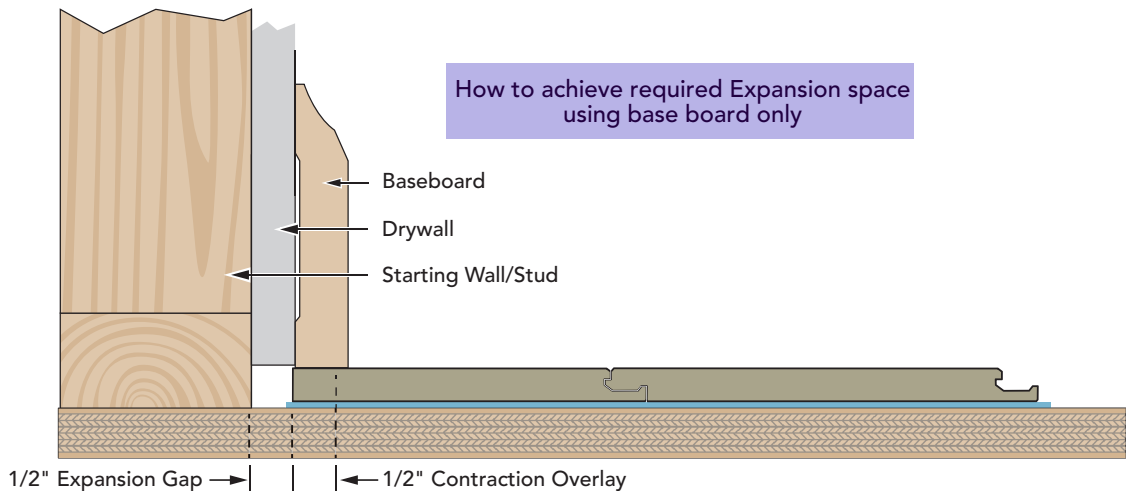 How to achieve required Expansion space
using base board only
Baseboard
Drywall
Starting Wall/Stud
1/2" Expansion Gap
1/2" Contraction Overlay